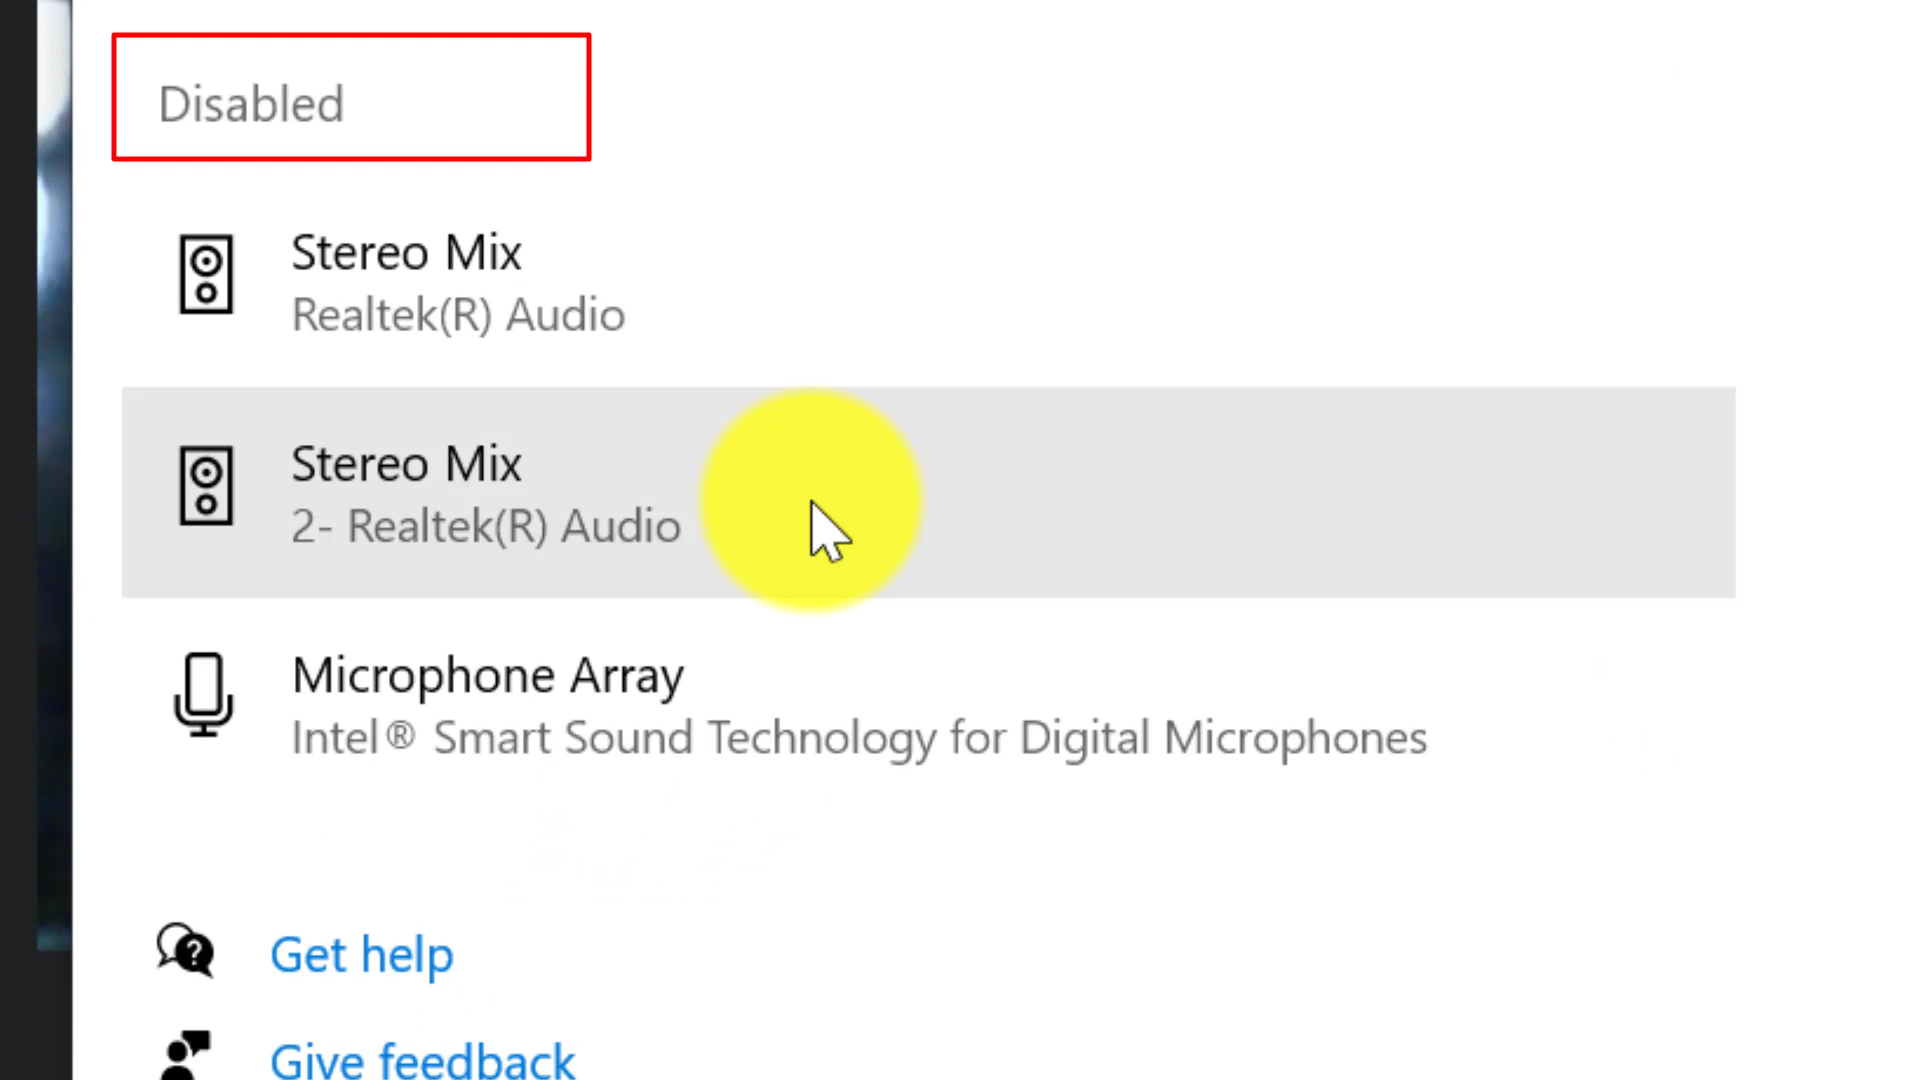 Disabled
Stereo Mix
Realtek(R) Audio
Stereo Mix
2- Realtek(R) Audio
Microphone Array
Intel® Smart Sound Technology for Digital Microphones
Get help
Give feedback